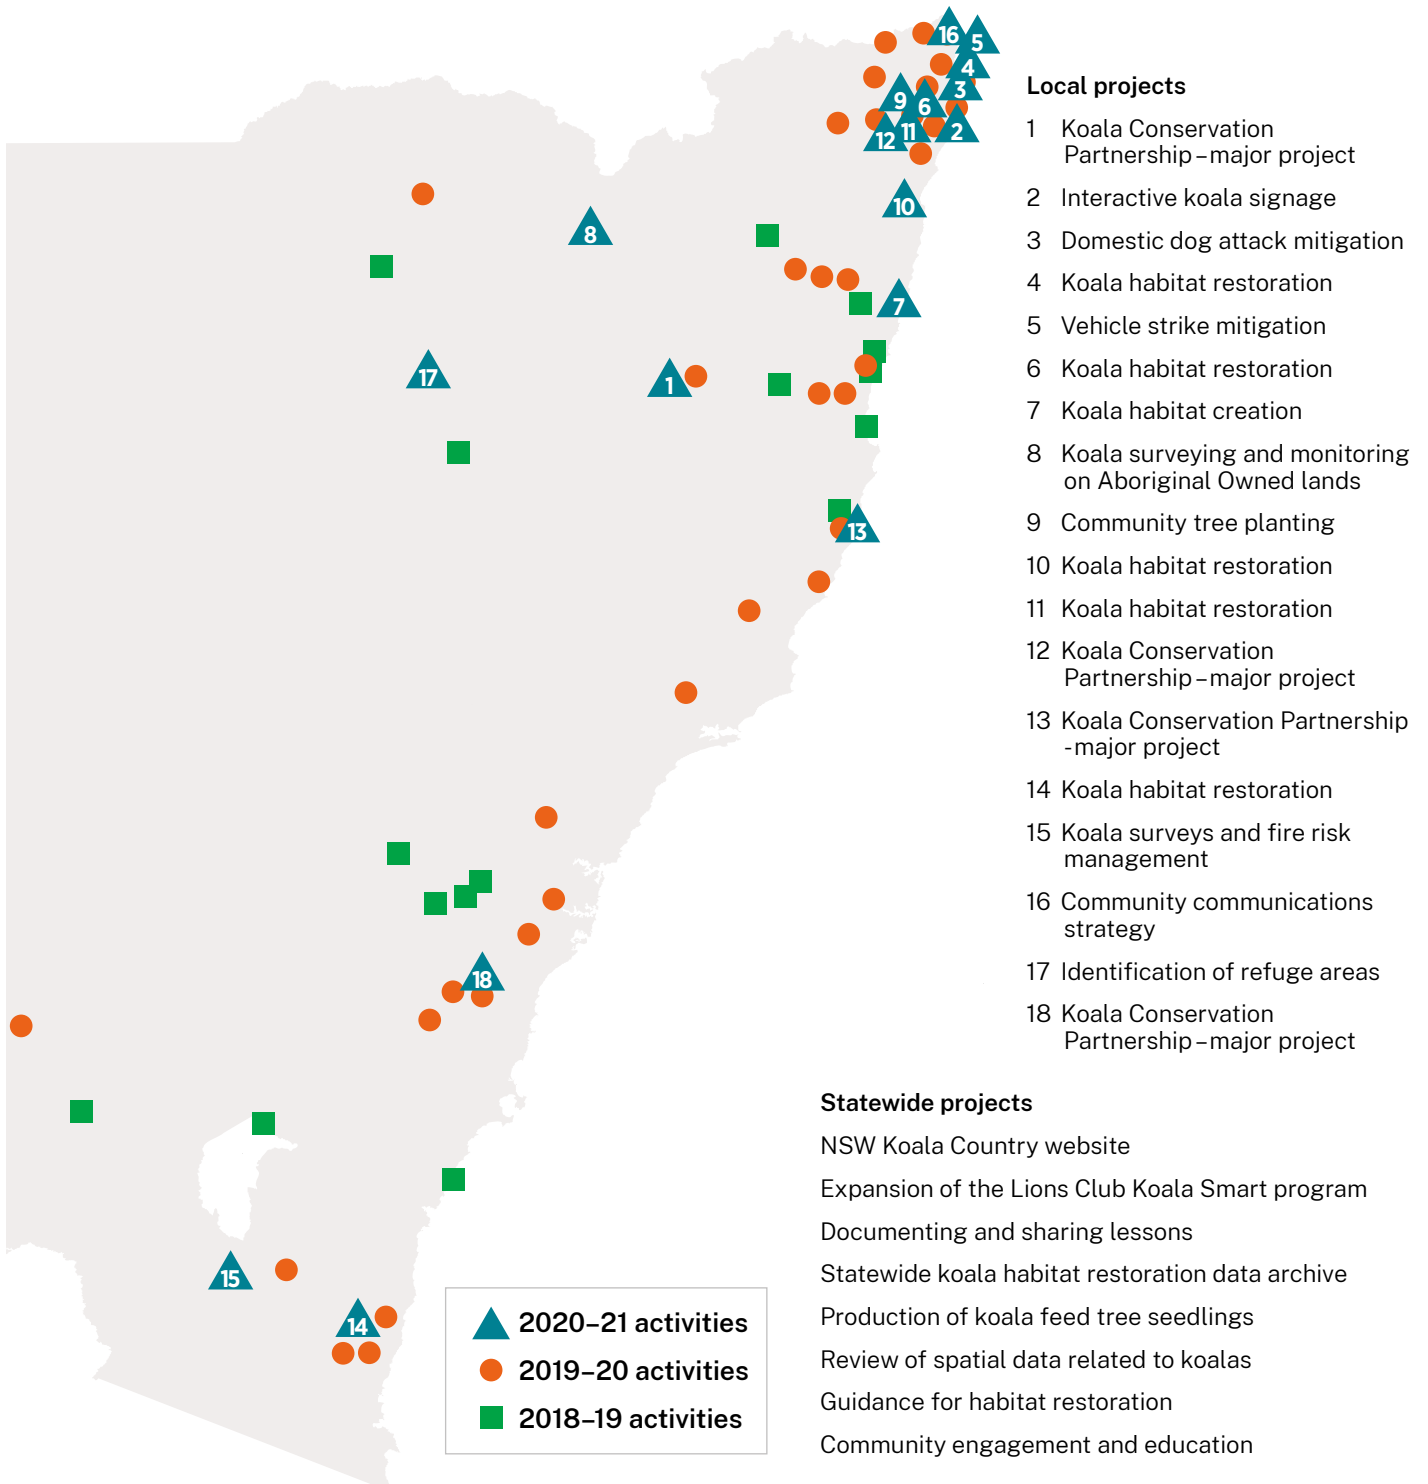 16
5
4
3
9
6
11
2
12
10
8
7
17
1
13
18
15
14
Local projects
1 Koala Conservation
Partnership – major project
2 Interactive koala signage
3 Domestic dog attack mitigation
4 Koala habitat restoration
5 Vehicle strike mitigation
6 Koala habitat restoration
7 Koala habitat creation
8 Koala surveying and monitoring
on Aboriginal Owned lands
9 Community tree planting
10 Koala habitat restoration
11 Koala habitat restoration
12 Koala Conservation
Partnership – major project
13 Koala Conservation Partnership
- major project
14 Koala habitat restoration
15 Koala surveys and fire risk
management
16 Community communications
strategy
17 Identification of refuge areas
18 Koala Conservation
Partnership – major project
Statewide projects
NSW Koala Country website
Expansion of the Lions Club Koala Smart program
Documenting and sharing lessons
Statewide koala habitat restoration data archive
Production of koala feed tree seedlings
Review of spatial data related to koalas
Guidance for habitat restoration
Community engagement and education
2020–21 activities
2019–20 activities
2018–19 activities